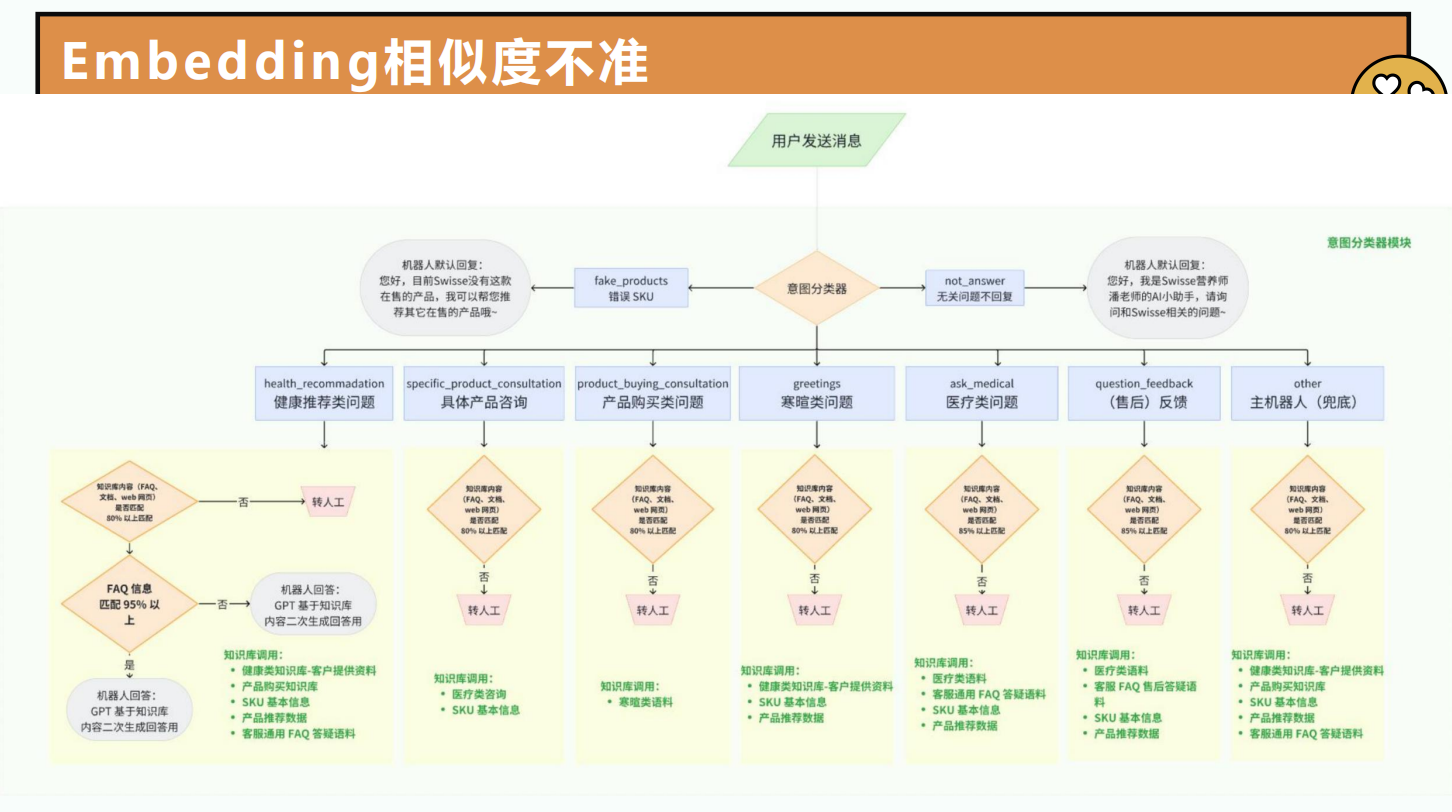 Embedding相似度不准
用户发送消息
意图分类器模块
机器人默认回复：
您好，目前Swisse没有这款
在售的产品，我可以帮您推
荐其它在售的产品哦~
fake_products
错误 SKU
意图分类器
not_answer
无关问题不回复
机器人默认回复：
您好，我是Swisse营养师
潘老师的AI小助手，请询
问和Swisse相关的问题~
health_recommadation
健康推荐类问题
specific_product_consultation
具体产品咨询
product_buying_consultation
产品购买类问题
greetings
寒暄类问题
ask_medical
医疗类问题
question_feedback
（售后）反馈
other
主机器人（兜底）
知识库内容（FAQ、
文档、web 网页）
是否匹配
80% 以上匹配
否
转人工
FAQ 信息
匹配 95% 以
上
否
机器人回答：
GPT 基于知识库
内容二次生成回答用
是
机器人回答：
GPT 基于知识库
内容二次生成回答用
知识库调用：
• 健康类知识库-客户提供资料
• 产品购买知识库
• SKU 基本信息
• 产品推荐数据
• 客服通用 FAQ 答疑语料
知识库内容
（FAQ、文档、
web 网页）
是否匹配
80% 以上匹配
否
转人工
知识库调用：
• 医疗类咨询
• SKU 基本信息
知识库内容
（FAQ、文档、
web 网页）
是否匹配
80% 以上匹配
否
转人工
知识库调用：
• 寒暄类语料
知识库内容
（FAQ、文档、
web 网页）
是否匹配
80% 以上匹配
否
转人工
知识库调用：
• 健康类知识库-客户提供资料
• SKU 基本信息
• 产品推荐数据
知识库内容
（FAQ、文档、
web 网页）
是否匹配
85% 以上匹配
否
转人工
知识库调用：
• 医疗类语料
• 客服通用 FAQ 答疑语料
• SKU 基本信息
• 产品推荐数据
知识库内容
（FAQ、文档、
web 网页）
是否匹配
85% 以上匹配
否
转人工
知识库调用：
• 医疗类语料
• 客服 FAQ 售后答疑语
料
• SKU 基本信息
• 产品推荐数据
知识库内容
（FAQ、文档、
web 网页）
是否匹配
80% 以上匹配
否
转人工
知识库调用：
• 健康类知识库-客户提供资料
• 产品购买知识库
• SKU 基本信息
• 产品推荐数据
• 客服通用 FAQ 答疑语料